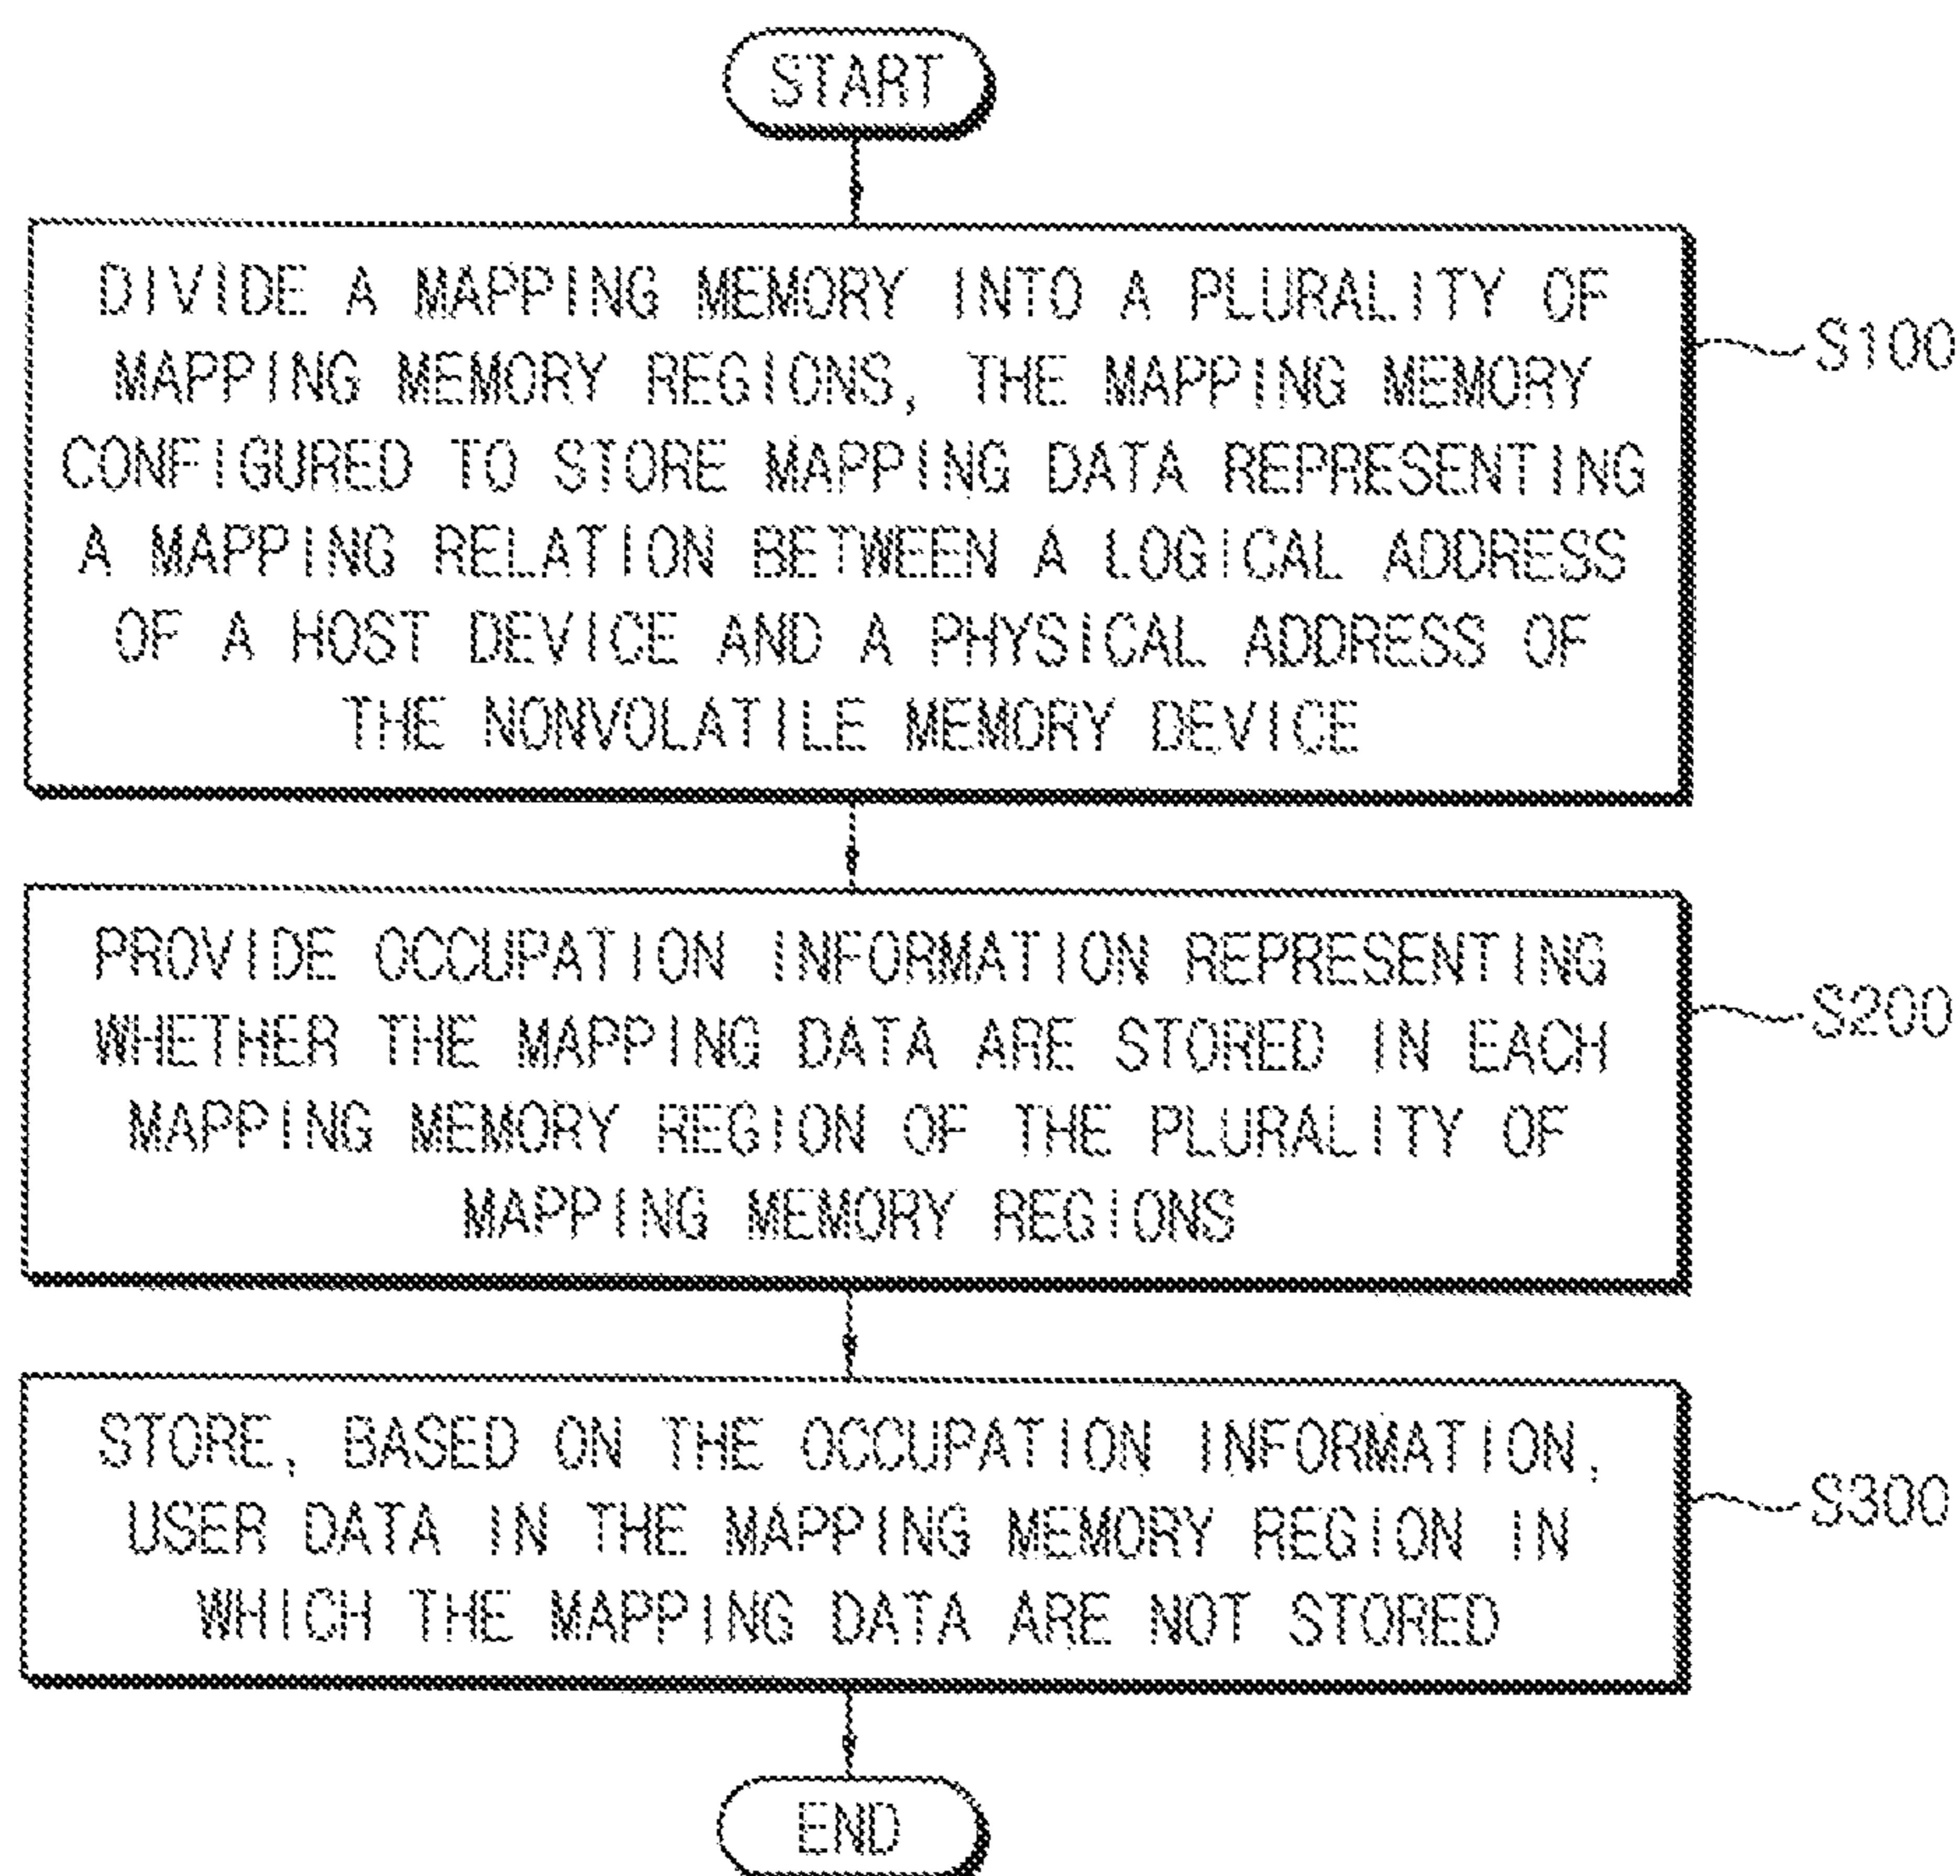 START
DIVIDE A MAPPING MEMORY INTO A PLURALITY OF
MAPPING MEMORY REGIONS, THE MAPPING MEMORY
CONFIGURED TO STORE MAPPING DATA REPRESENTING
A MAPPING RELATION BETWEEN A LOGICAL ADDRESS
OF A HOST DEVICE AND A PHYSICAL ADDRESS OF
THE NONVOLATILE MEMORY DEVICE
S100
PROVIDE OCCUPATION INFORMATION REPRESENTING
WHETHER THE MAPPING DATA ARE STORED IN EACH
MAPPING MEMORY REGION OF THE PLURALITY OF
MAPPING MEMORY REGIONS
S200
STORE, BASED ON THE OCCUPATION INFORMATION,
USER DATA IN THE MAPPING MEMORY REGION IN
WHICH THE MAPPING DATA ARE NOT STORED
S300
END